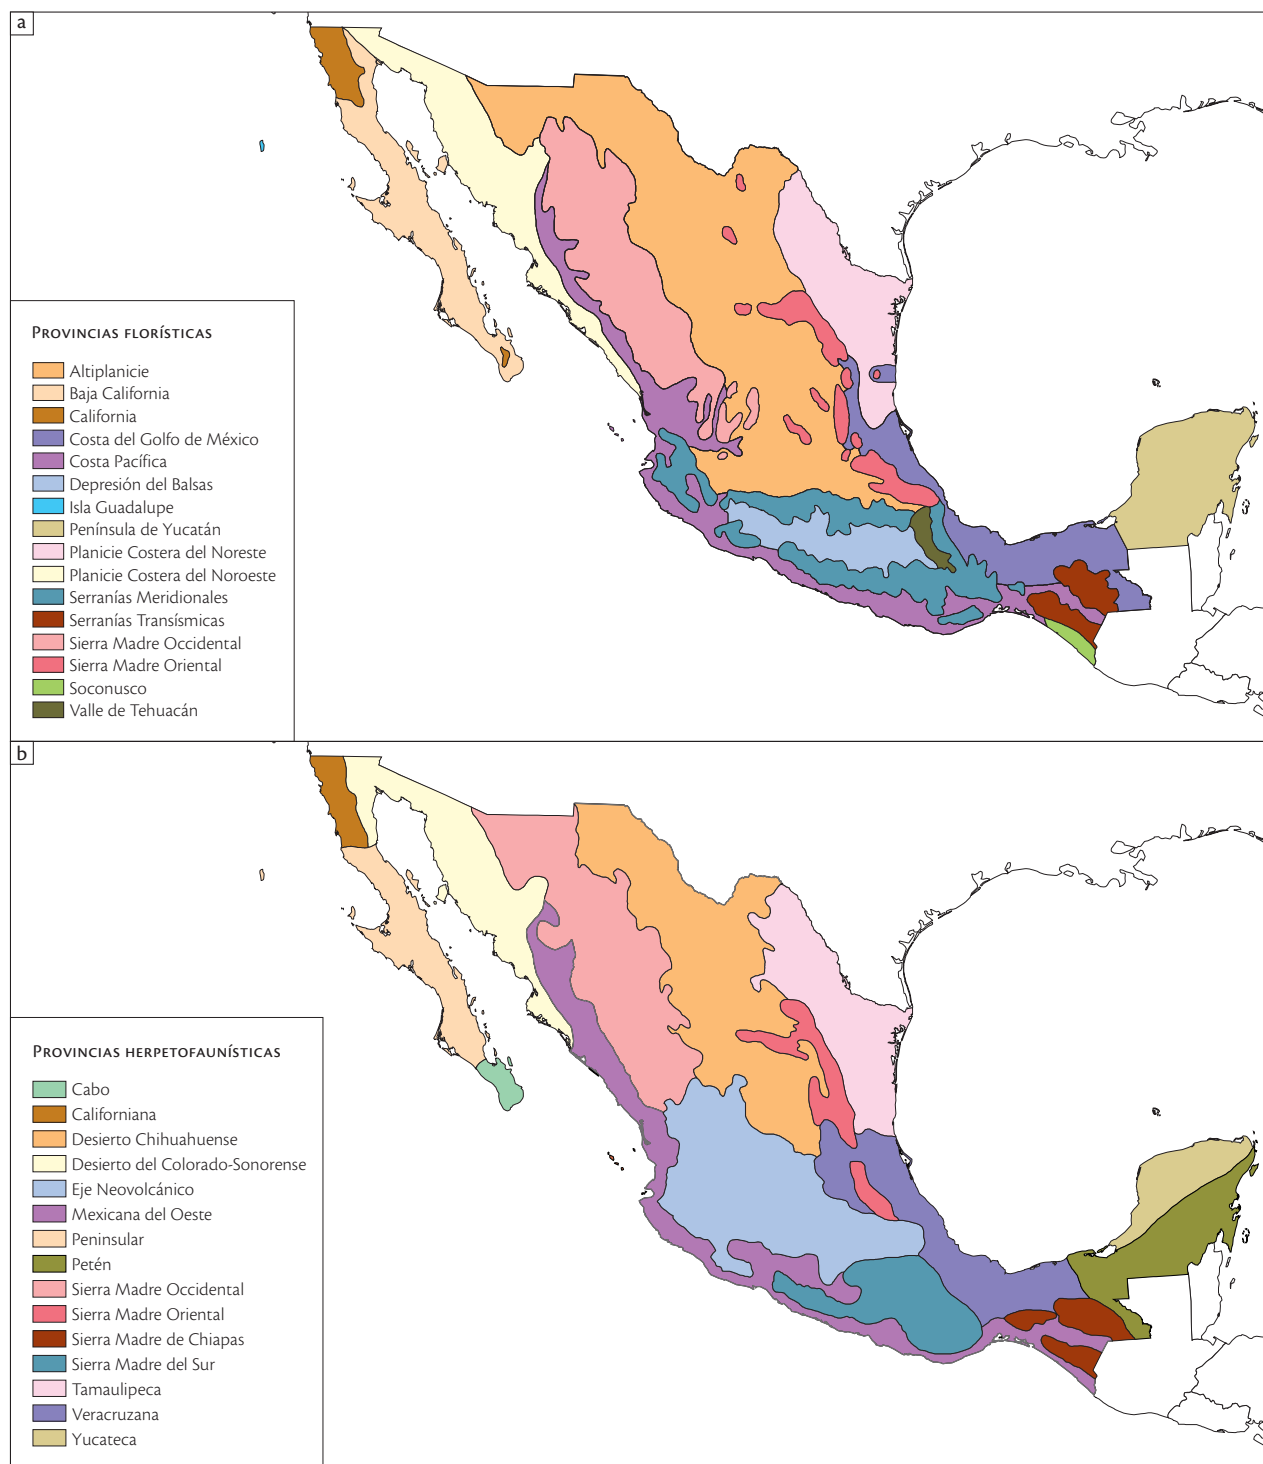 a
Provincias florísticas
Altiplanicie
Baja California
California
Costa del Golfo de México
Costa Pacífica
Depresión del Balsas
Isla Guadalupe
Península de Yucatán
Planicie Costera del Noreste
Planicie Costera del Noroeste
Serranías Meridionales
Serranías Transísmicas
Sierra Madre Occidental
Sierra Madre Oriental
Soconusco
Valle de Tehuacán
b
Provincias herpetofaunísticas
Cabo
Californiana
Desierto Chihuahuense
Desierto del Colorado-Sonorense
Eje Neovolcánico
Mexicana del Oeste
Peninsular
Petén
Sierra Madre Occidental
Sierra Madre Oriental
Sierra Madre de Chiapas
Sierra Madre del Sur
Tamaulipeca
Veracruzana
Yucateca